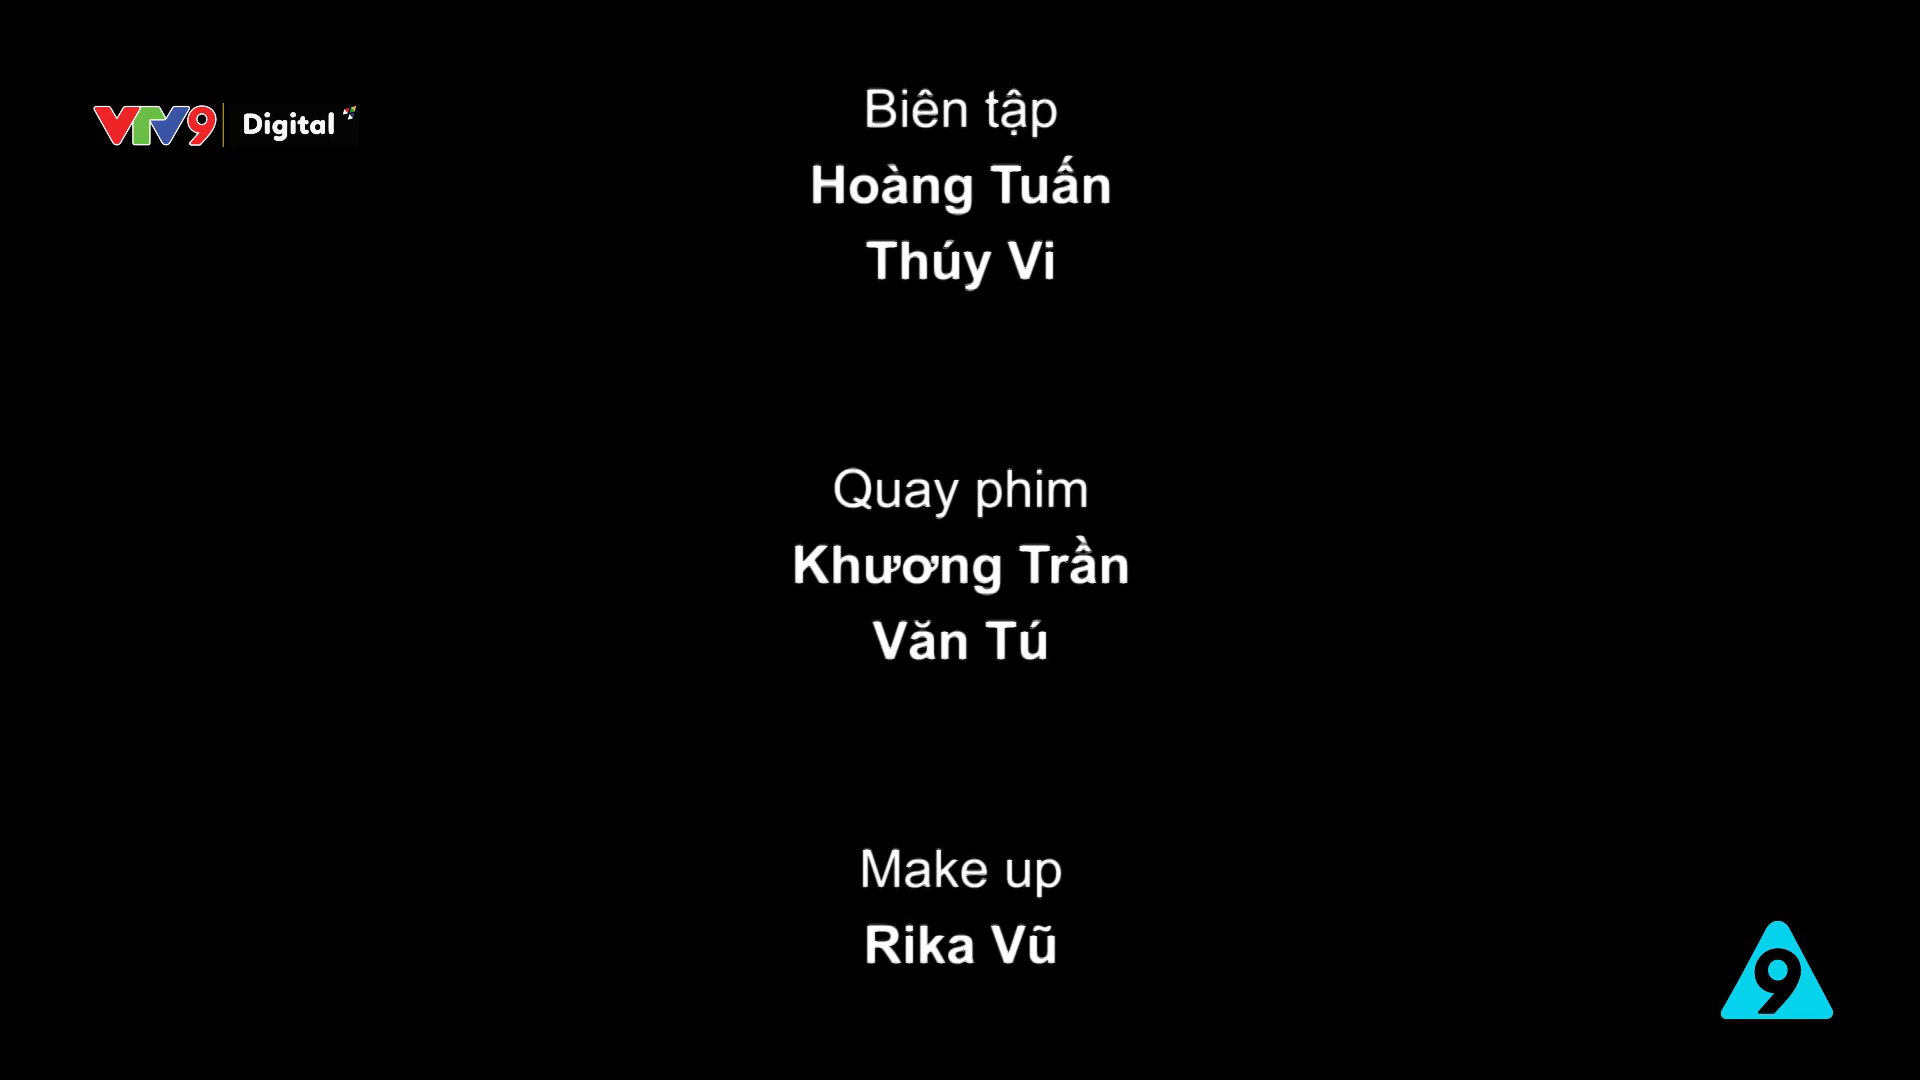 VTV9 Digital
Biên tập
Hoàng Tuấn
Thúy Vi
Quay phim
Khương Trần
Văn Tú
Make up
Rika Vũ
9